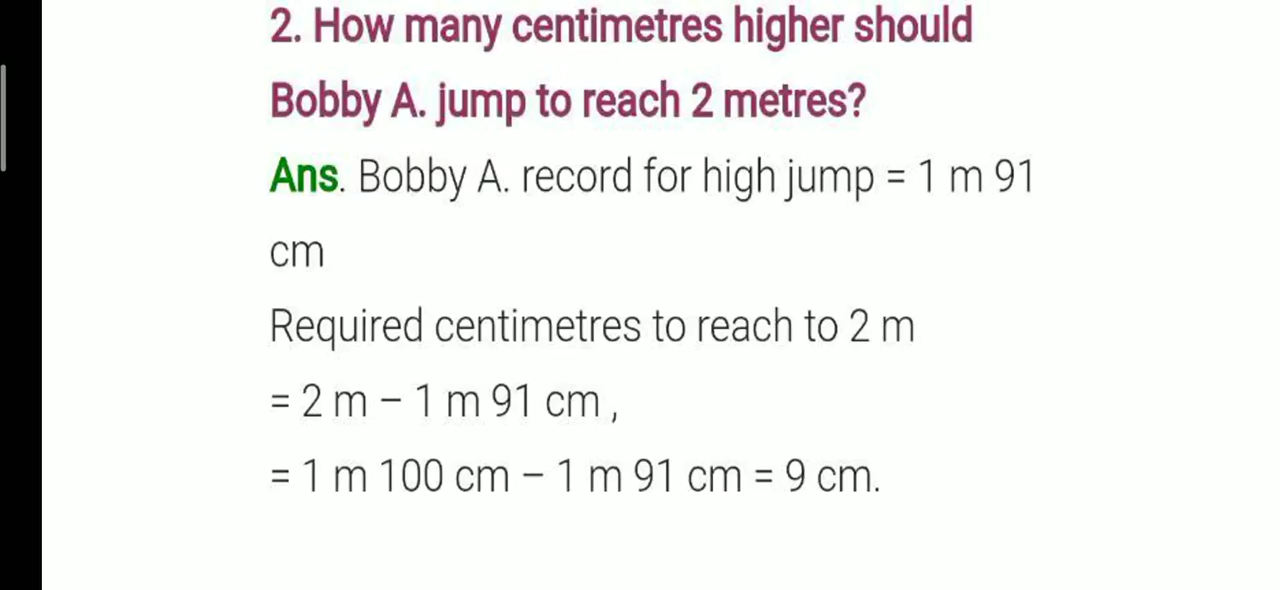 2. How many centimetres higher should
Bobby A. jump to reach 2 metres?
Ans. Bobby A. record for high jump = 1 m 91
cm
Required centimetres to reach to 2 m
= 2 m – 1 m 91 cm ,
= 1 m 100 cm – 1 m 91 cm = 9 cm.